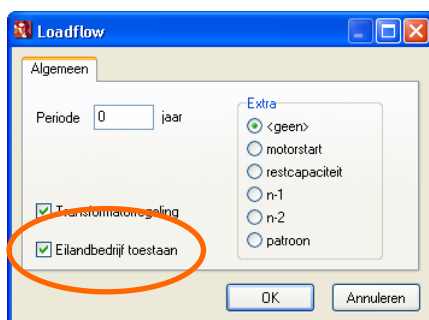 Loadflow
Algemeen
Periode 0 jaar
Transformatorregeling
Eilandbedrijf toestaan
Extra
<geen>
motorstart
restcapaciteit
n-1
n-2
patroon
OK
Annuleren